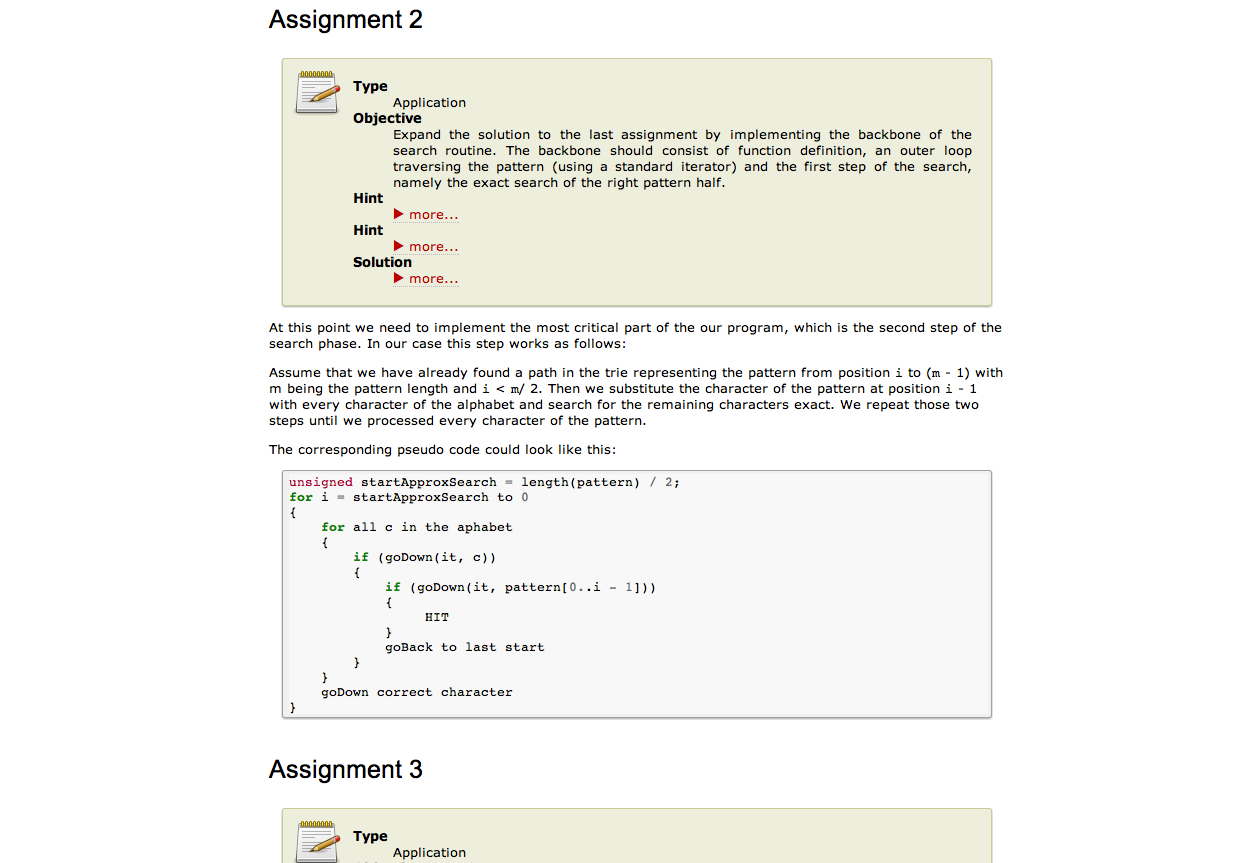 Assignment 2
Type
Application
Objective
Expand the solution to the last assignment by implementing the backbone of the
search routine. The backbone should consist of function definition, an outer loop
traversing the pattern (using a standard iterator) and the first step of the search,
namely the exact search of the right pattern half.
Hint
more...
Hint
more...
Solution
more...
At this point we need to implement the most critical part of the our program, which is the second step of the
search phase. In our case this step works as follows:
Assume that we have already found a path in the trie representing the pattern from position i to (m - 1) with
m being the pattern length and i < m/ 2. Then we substitute the character of the pattern at position i - 1
with every character of the alphabet and search for the remaining characters exact. We repeat those two
steps until we processed every character of the pattern.
The corresponding pseudo code could look like this:
unsigned startApproxSearch = length(pattern) / 2;
for i = startApproxSearch to 0
{
for all c in the aphabet
{
if (goDown(it, c))
{
if (goDown(it, pattern[0..i - 1]))
{
HIT
}
goBack to last start
}
}
goDown correct character
}
Assignment 3
Type
Application